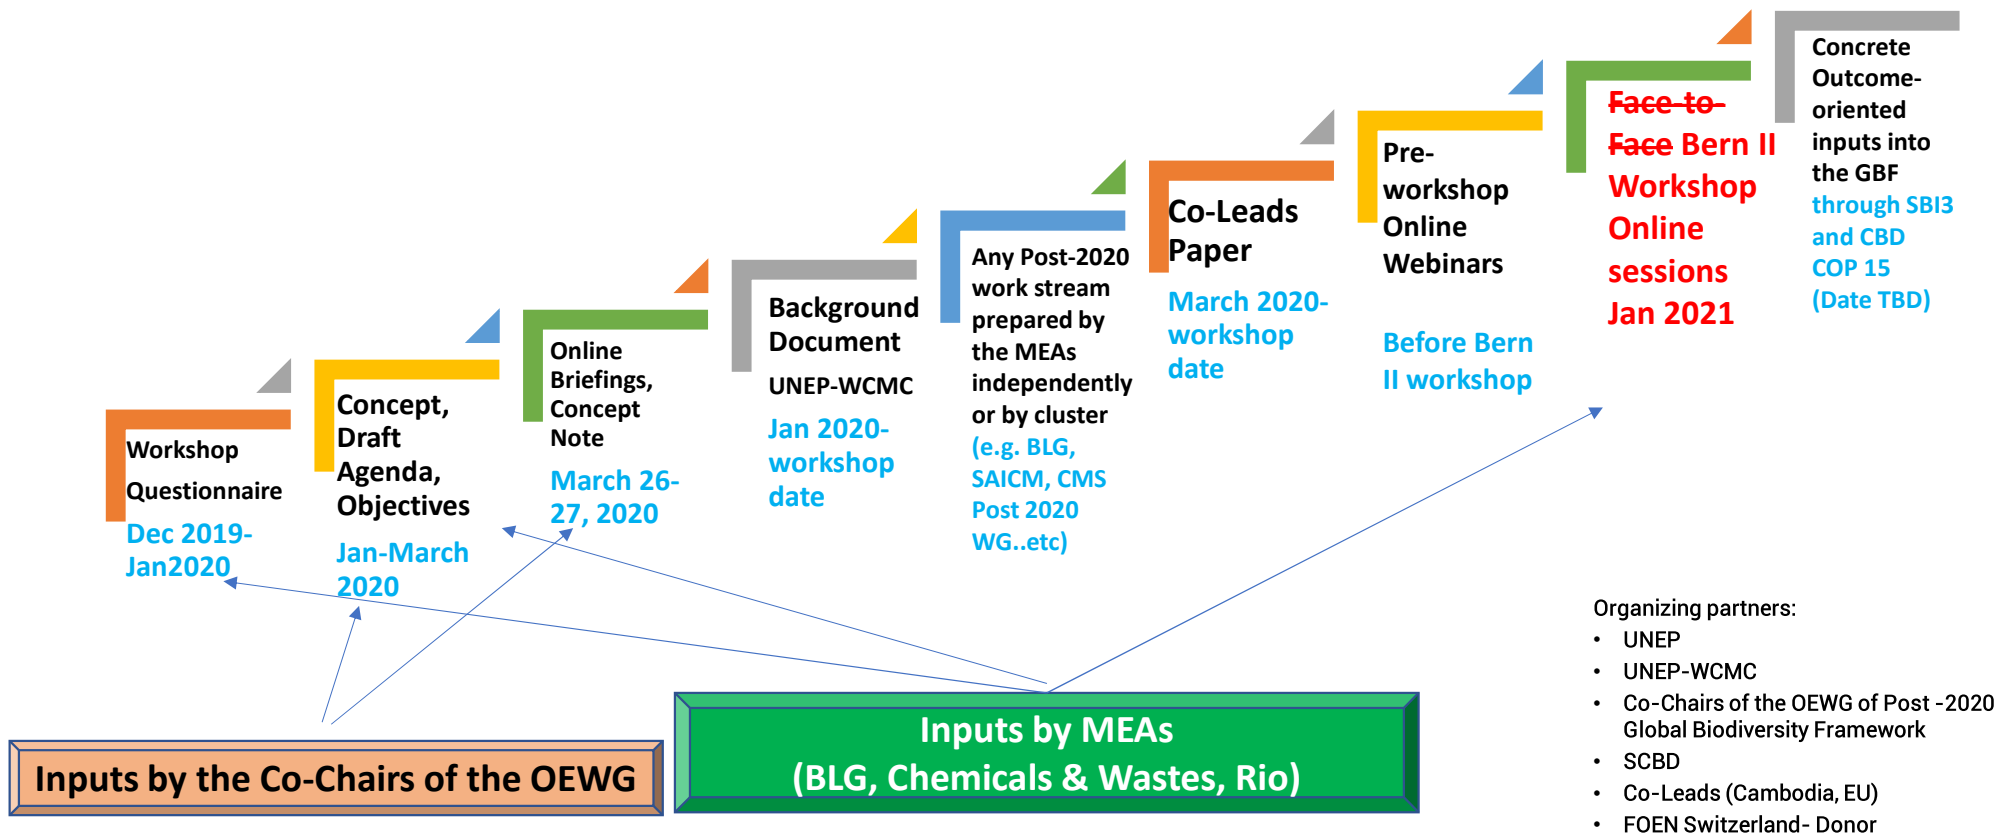 Workshop
Questionnaire
Dec 2019-
Jan2020
Concept,
Draft
Agenda,
Objectives
Jan-March
2020
Online
Briefings,
Concept
Note
March 26-
27, 2020
Background
Document
UNEP-WCMC
Jan 2020-
workshop
date
Any Post-2020
work stream
prepared by
the MEAs
independently
or by cluster
(e.g. BLG,
SAICM, CMS
Post 2020
WG..etc)
Co-Leads
Paper
March 2020-
workshop
date
Pre-
workshop
Online
Webinars
Before Bern
II workshop
Face-to-
Face Bern II
Workshop
Online
sessions
Jan 2021
Concrete
Outcome-
oriented
inputs into
the GBF
through SBI3
and CBD
COP 15
(Date TBD)
Inputs by the Co-Chairs of the OEWG
Inputs by MEAs
(BLG, Chemicals & Wastes, Rio)
Organizing partners:
• UNEP
• UNEP-WCMC
• Co-Chairs of the OEWG of Post -2020
Global Biodiversity Framework
• SCBD
• Co-Leads (Cambodia, EU)
• FOEN Switzerland- Donor